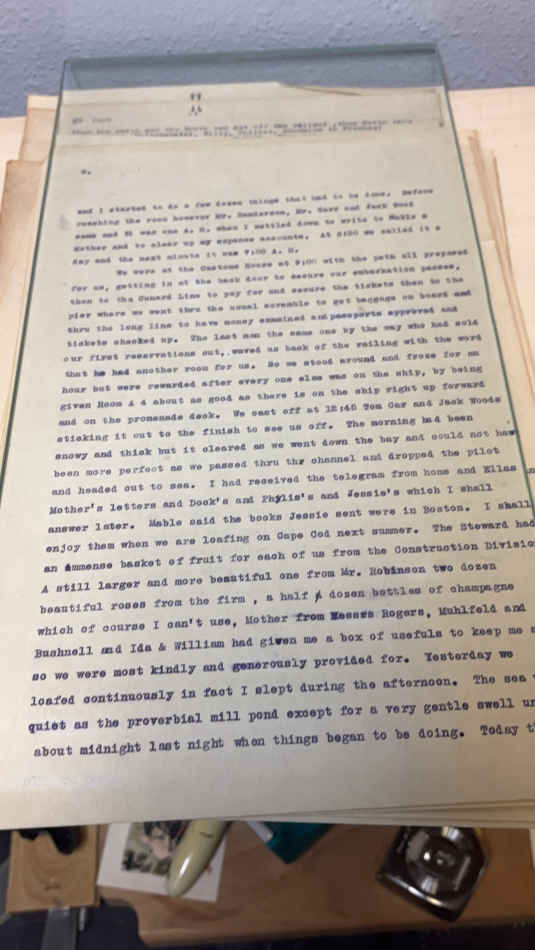 2.
and I started to do a few dozen things that had to be done. Before
reaching the room however Mr. Henderson, Mr. Carr and Jack Wood
came and it was one A. M. when I settled down to write to Mable &
Mother and to clear up my expense accounts. At 2:30 we called it a
day and the next minute it was 7:00 A. M.
We were at the Customs House at 9:00 with the path all prepared
for us, getting in at the back door to secure our embarkation passes,
then to the Cunard Line to pay for and secure the tickets then to the
pier where we went thru the usual scramble to get baggage on board and
thru the long line to have money examined and passports approved and
tickets checked up. The last man the same one by the way who had sold
our first reservations out, waved us back of the railing with the word
that he had another room for us. So we stood around and froze for an
hour but were rewarded after every one else was on the ship, by being
given Room A 4 about as good as there is on the ship right up forward
and on the promenade deck. We cast off at 12:45 Tom Car and Jack Woods
sticking it out to the finish to see us off. The morning had been
snowy and thick but it cleared as we went down the bay and could not hav
been more perfect as we passed thru the channel and dropped the pilot
and headed out to sea. I had received the telegram from home and Ellas an
Mother's letters and Dock's and Phylis's and Jessie's which I shall
answer later. Mable said the books Jessie sent were in Boston. I shall
enjoy them when we are loafing on Cape Cod next summer. The Steward had
an immense basket of fruit for each of us from the Construction Divisio
A still larger and more beautiful one from Mr. Robinson two dozen
beautiful roses from the firm , a half dozen bottles of champagne
which of course I can't use, Mother from Messrs Rogers, Muhlfeld and
Bushnell and Ida & William had given me a box of usefuls to keep me
so we were most kindly and generously provided for. Yesterday we
loafed continuously in fact I slept during the afternoon. The sea
quiet as the proverbial mill pond except for a very gentle swell un
about midnight last night when things began to be doing. Today t